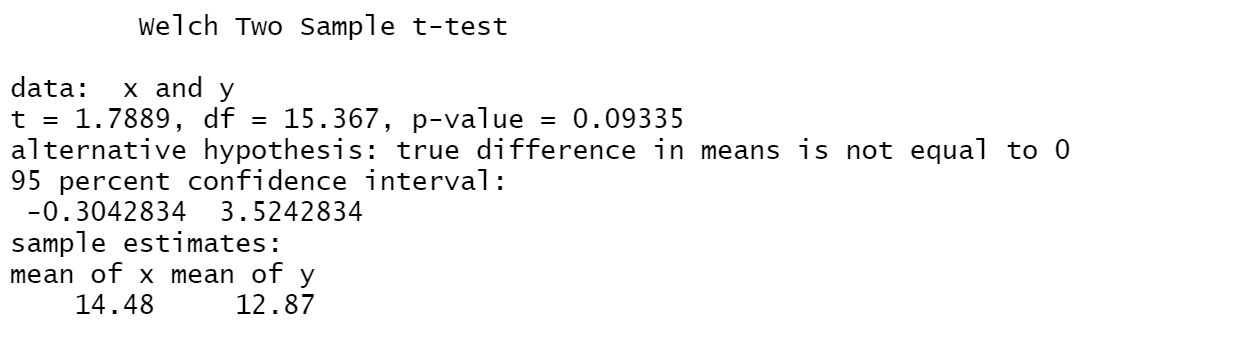 Welch Two Sample t-test
data:  x and y
t = 1.7889, df = 15.367, p-value = 0.09335
alternative hypothesis: true difference in means is not equal to 0
95 percent confidence interval:
-0.3042834  3.5242834
sample estimates:
mean of x mean of y
14.48     12.87